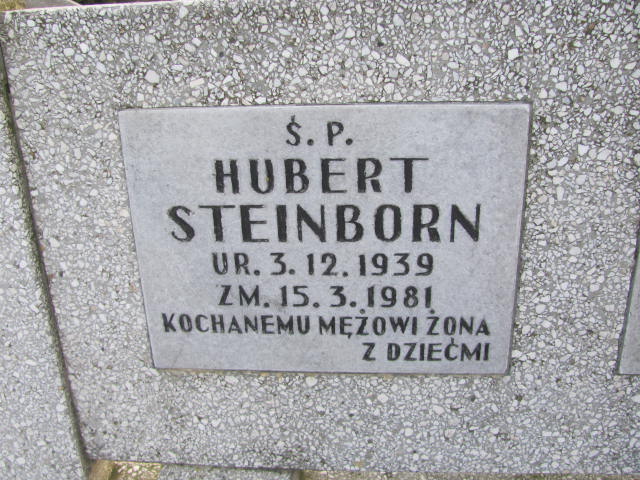 Ś. P.
HUBERT
STEINBORN
UR. 3. 12. 1939
ZM. 15. 3. 1981
KOCHANEMU MĘŻOWI ŻONA
Z DZIEĆMI